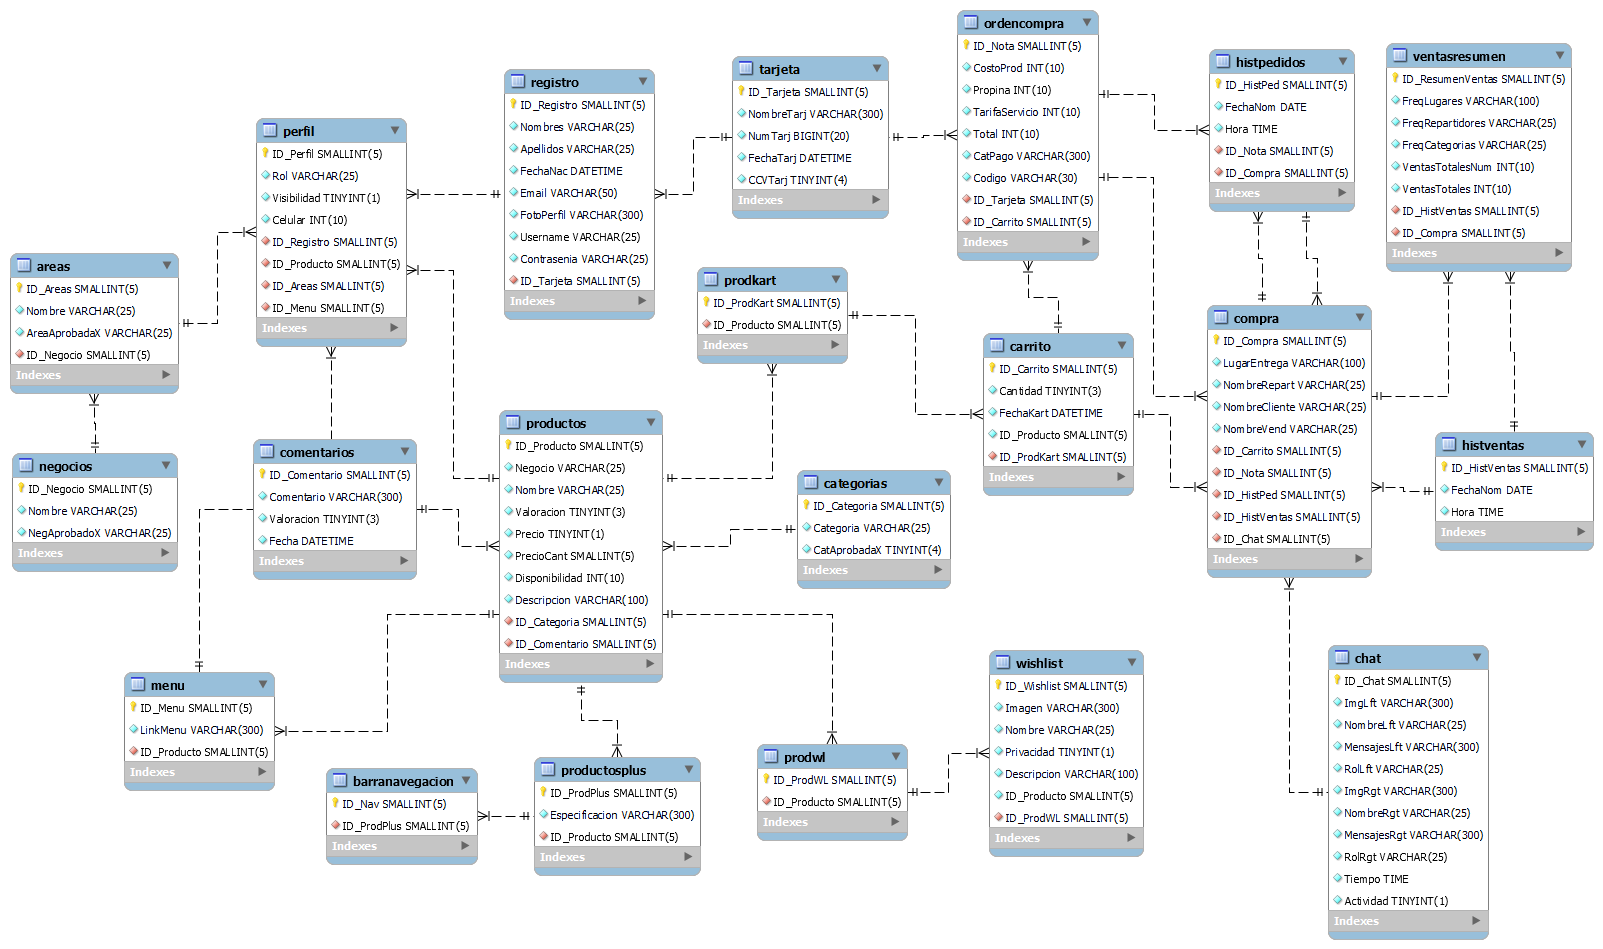 areas
ID_Areas SMALLINT(5)
Nombre VARCHAR(25)
AreaAprobadaX VARCHAR(25)
ID_Negocio SMALLINT(5)
Indexes
negocios
ID_Negocio SMALLINT(5)
Nombre VARCHAR(25)
NegAprobadoX VARCHAR(25)
Indexes
perfil
ID_Perfil SMALLINT(5)
Rol VARCHAR(25)
Visibilidad TINYINT(1)
Celular INT(10)
ID_Registro SMALLINT(5)
ID_Producto SMALLINT(5)
ID_Areas SMALLINT(5)
ID_Menu SMALLINT(5)
Indexes
comentarios
ID_Comentario SMALLINT(5)
Comentario VARCHAR(300)
Valoracion TINYINT(3)
Fecha DATETIME
Indexes
menu
ID_Menu SMALLINT(5)
LinkMenu VARCHAR(300)
ID_Producto SMALLINT(5)
Indexes
barranavegacion
ID_Nav SMALLINT(5)
ID_ProdPlus SMALLINT(5)
Indexes
registro
ID_Registro SMALLINT(5)
Nombres VARCHAR(25)
Apellidos VARCHAR(25)
FechaNac DATETIME
Email VARCHAR(50)
FotoPerfil VARCHAR(300)
Username VARCHAR(25)
Contrasenia VARCHAR(25)
ID_Tarjeta SMALLINT(5)
Indexes
productos
ID_Producto SMALLINT(5)
Negocio VARCHAR(25)
Nombre VARCHAR(25)
Valoracion TINYINT(3)
Precio TINYINT(1)
PrecioCant SMALLINT(5)
Disponibilidad INT(10)
Descripcion VARCHAR(100)
ID_Categoria SMALLINT(5)
ID_Comentario SMALLINT(5)
Indexes
productosplus
ID_ProdPlus SMALLINT(5)
Especificacion VARCHAR(300)
ID_Producto SMALLINT(5)
Indexes
tarjeta
ID_Tarjeta SMALLINT(5)
NombreTarj VARCHAR(300)
NumTarj BIGINT(20)
FechaTarj DATETIME
CCVTarj TINYINT(4)
Indexes
prodkart
ID_ProdKart SMALLINT(5)
ID_Producto SMALLINT(5)
Indexes
categorias
ID_Categoria SMALLINT(5)
Categoria VARCHAR(25)
CatAprobadaX TINYINT(4)
Indexes
prodwl
ID_ProdWL SMALLINT(5)
ID_Producto SMALLINT(5)
Indexes
ordencompra
ID_Nota SMALLINT(5)
CostoProd INT(10)
Propina INT(10)
TarifaServicio INT(10)
Total INT(10)
CatPago VARCHAR(300)
Codigo VARCHAR(30)
ID_Tarjeta SMALLINT(5)
ID_Carrito SMALLINT(5)
Indexes
carrito
ID_Carrito SMALLINT(5)
Cantidad TINYINT(3)
FechaKart DATETIME
ID_Producto SMALLINT(5)
ID_ProdKart SMALLINT(5)
Indexes
wishlist
ID_Wishlist SMALLINT(5)
Imagen VARCHAR(300)
Nombre VARCHAR(25)
Privacidad TINYINT(1)
Descripcion VARCHAR(100)
ID_Producto SMALLINT(5)
ID_ProdWL SMALLINT(5)
Indexes
histpedidos
ID_HistPed SMALLINT(5)
FechaNom DATE
Hora TIME
ID_Nota SMALLINT(5)
ID_Compra SMALLINT(5)
Indexes
compra
ID_Compra SMALLINT(5)
LugarEntrega VARCHAR(100)
NombreRepart VARCHAR(25)
NombreCliente VARCHAR(25)
NombreVend VARCHAR(25)
ID_Carrito SMALLINT(5)
ID_Nota SMALLINT(5)
ID_HistPed SMALLINT(5)
ID_HistVentas SMALLINT(5)
ID_Chat SMALLINT(5)
Indexes
ventasresumen
ID_ResumenVentas SMALLINT(5)
FreqLugares VARCHAR(100)
FreqRepartidores VARCHAR(25)
FreqCategorias VARCHAR(25)
VentasTotalesNum INT(10)
VentasTotales INT(10)
ID_HistVentas SMALLINT(5)
ID_Compra SMALLINT(5)
Indexes
histventas
ID_HistVentas SMALLINT(5)
FechaNom DATE
Hora TIME
Indexes
chat
ID_Chat SMALLINT(5)
ImgLft VARCHAR(300)
NombreLft VARCHAR(25)
MensajesLft VARCHAR(300)
RolLft VARCHAR(25)
ImgRgt VARCHAR(300)
NombreRgt VARCHAR(25)
MensajesRgt VARCHAR(300)
RolRgt VARCHAR(25)
Tiempo TIME
Actividad TINYINT(1)
Indexes